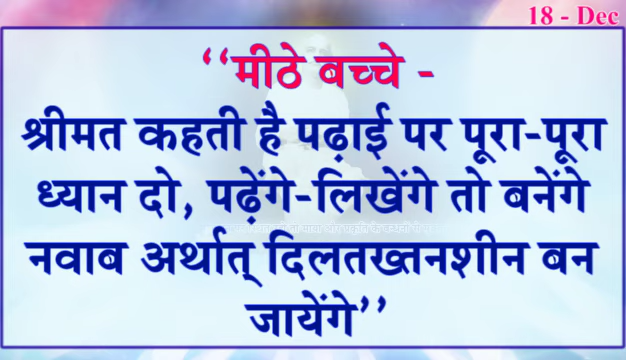 18 - Dec
‘‘मीठे बच्चे -
श्रीमत कहती है पढ़ाई पर पूरा-पूरा
ध्यान दो, पढ़ेंगे-लिखेंगे तो बनेंगे
नवाब अर्थात् दिलतख्तनशीन बन
जायेंगे’’